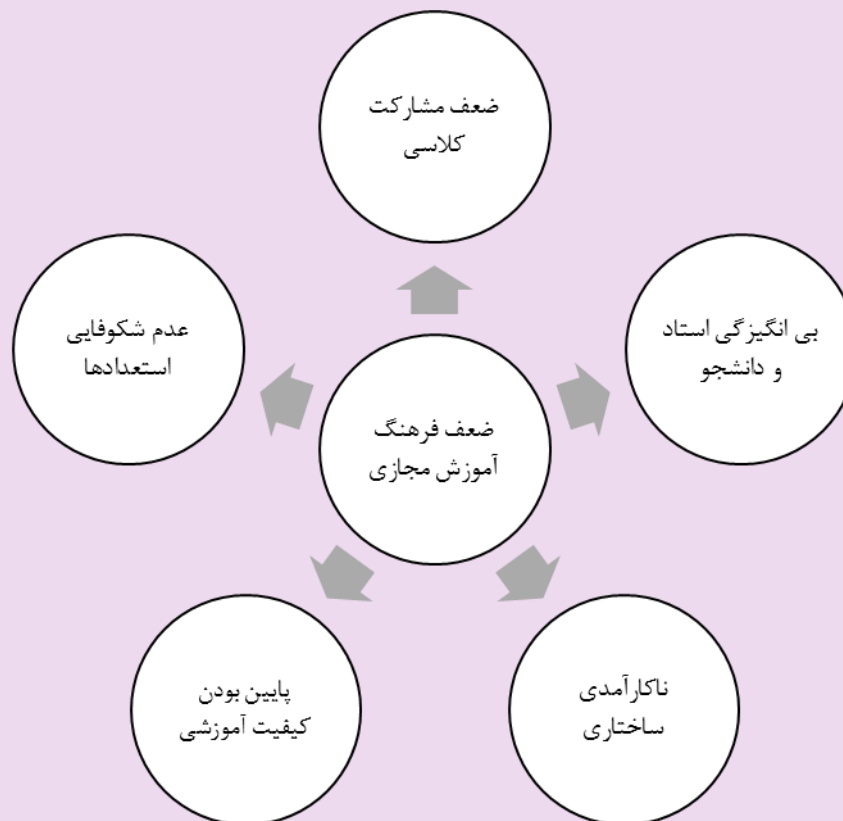 ضعف مشارکت
کلاسی
بی انگیزگی استاد
و دانشجو
عدم شکوفایی
استعدادها
ضعف فرهنگ
آموزش مجازی
ناکارآمدی
ساختاری
پایین بودن
کیفیت آموزشی